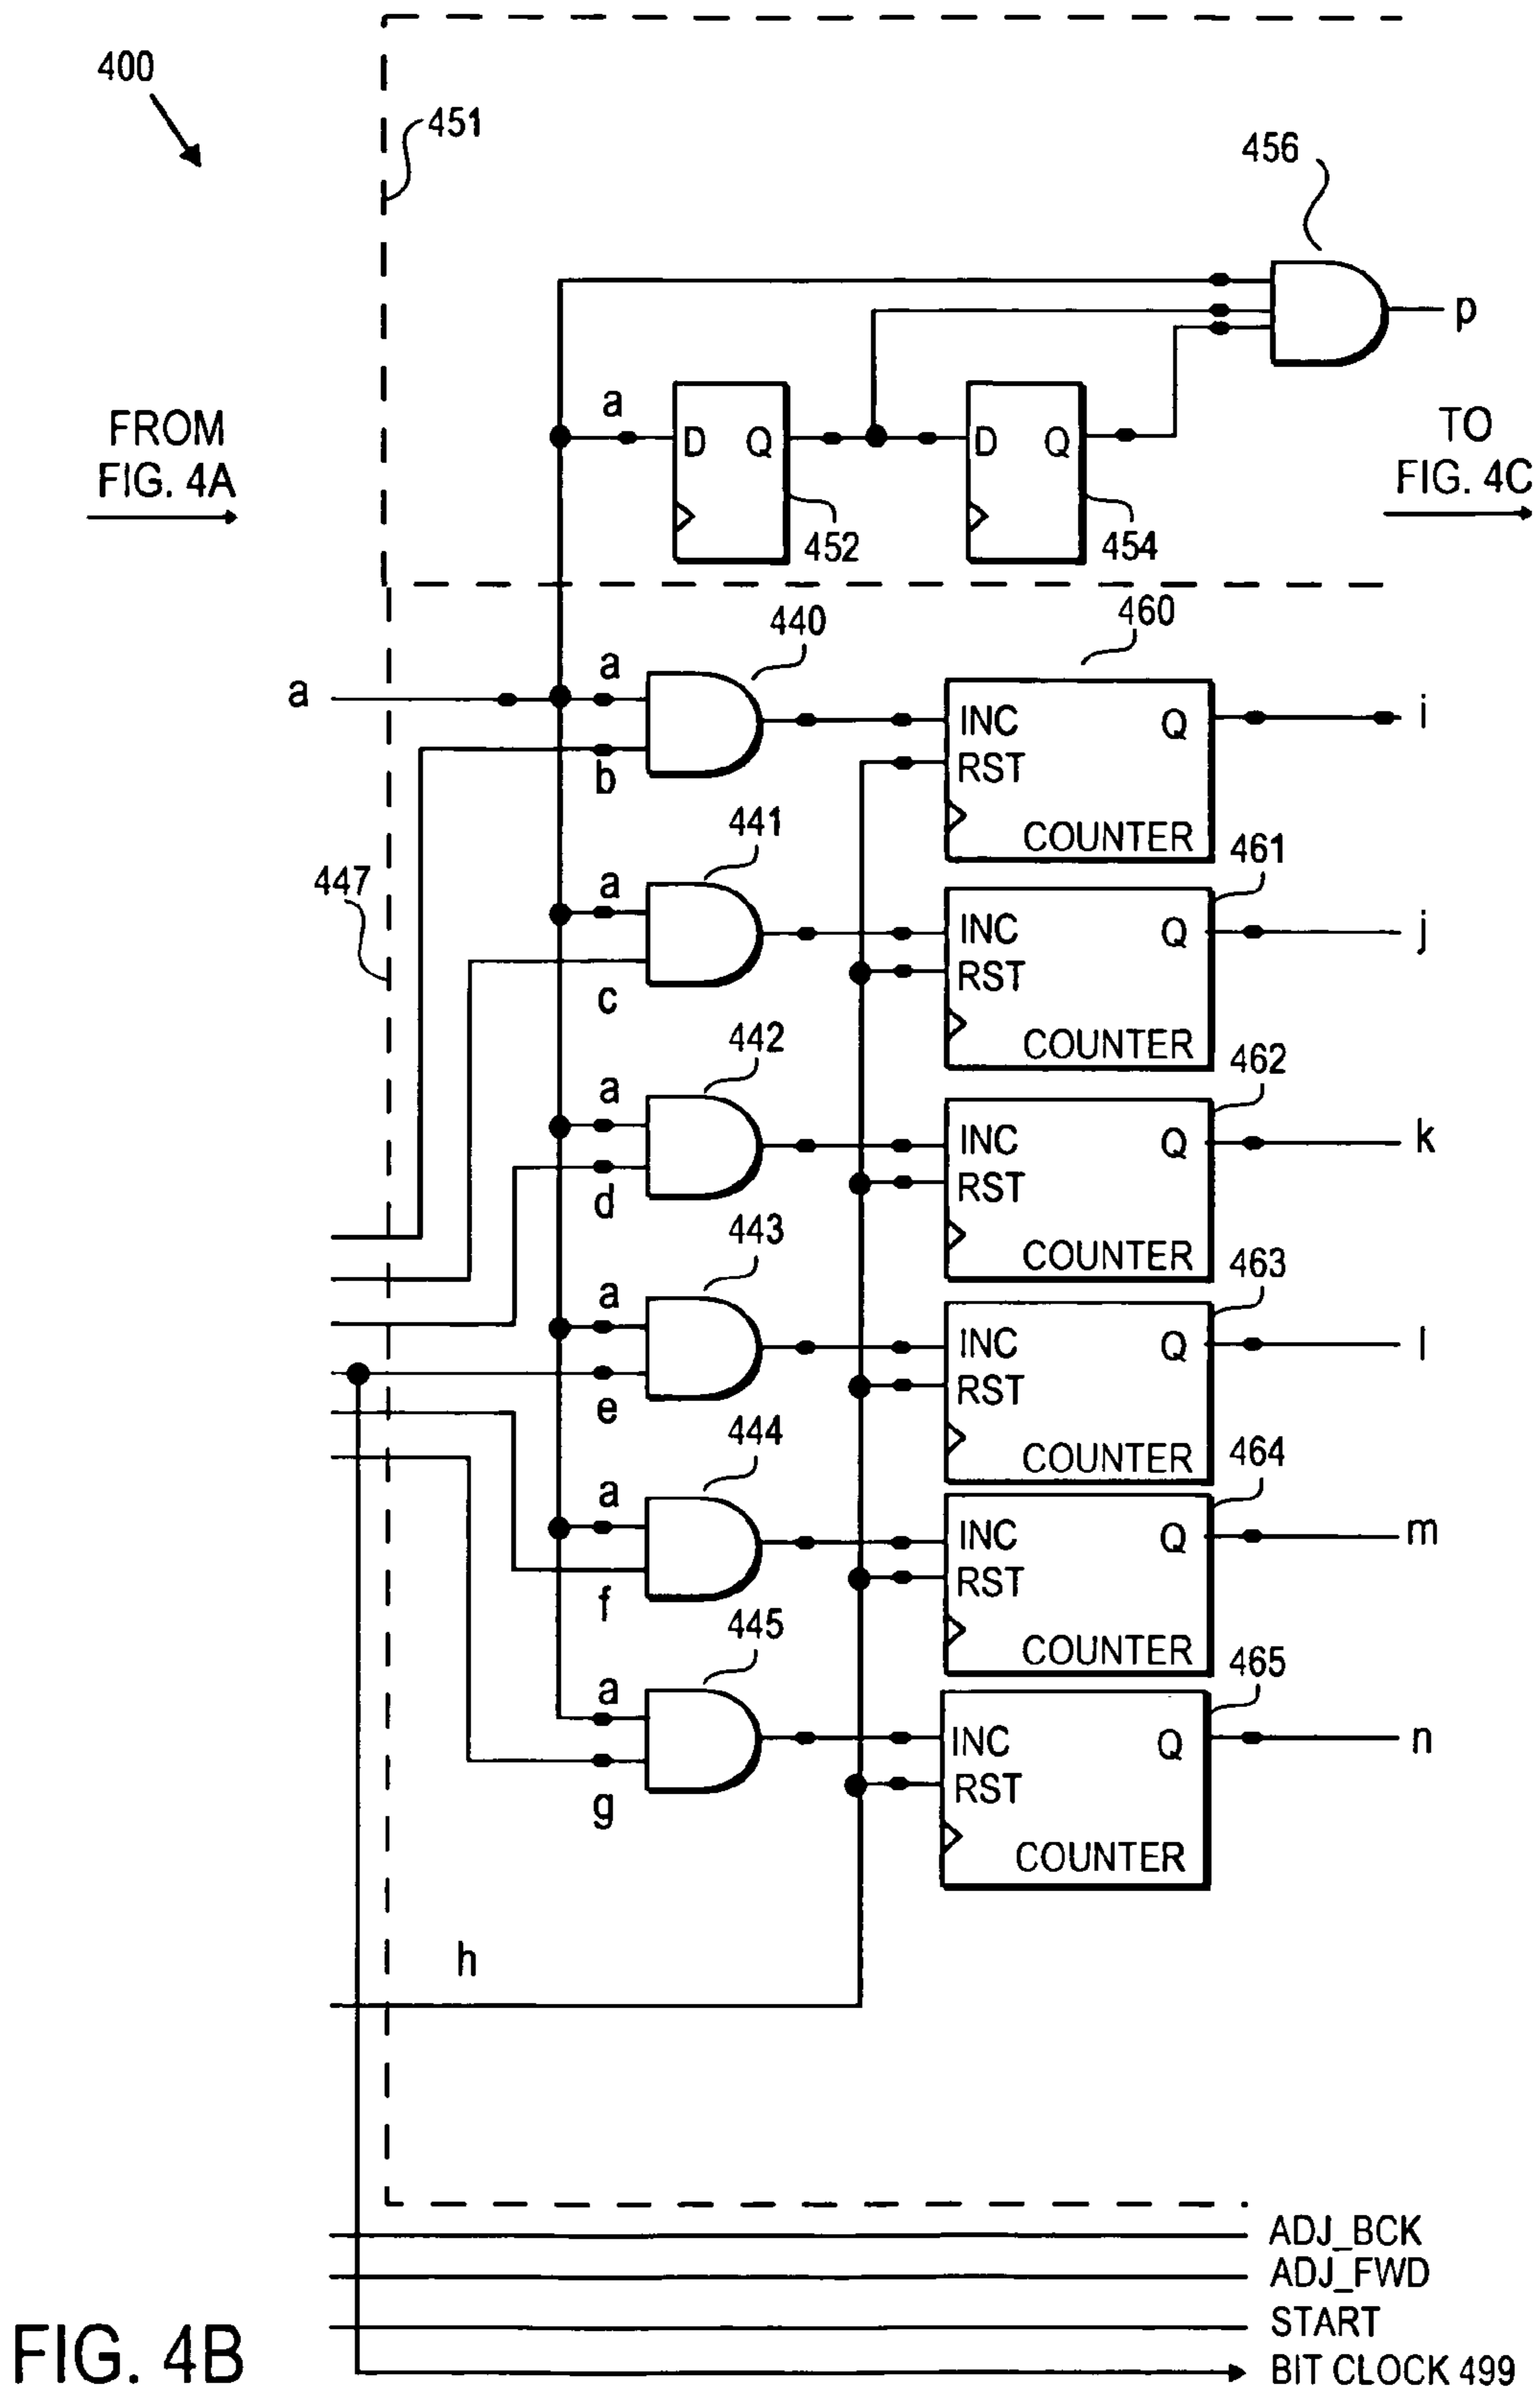 400
451
456
p
FROM
FIG. 4A
a
D Q
452
D Q
454
TO
FIG. 4C
440
460
a
a
b
INC Q
RST
COUNTER
i
447
441
461
a
c
INC Q
RST
COUNTER
j
442
462
a
d
INC Q
RST
COUNTER
k
443
463
a
e
INC Q
RST
COUNTER
l
444
464
a
f
INC Q
RST
COUNTER
m
445
465
a
g
INC Q
RST
COUNTER
n
h
ADJ_BCK
ADJ_FWD
START
BIT CLOCK 499
FIG. 4B